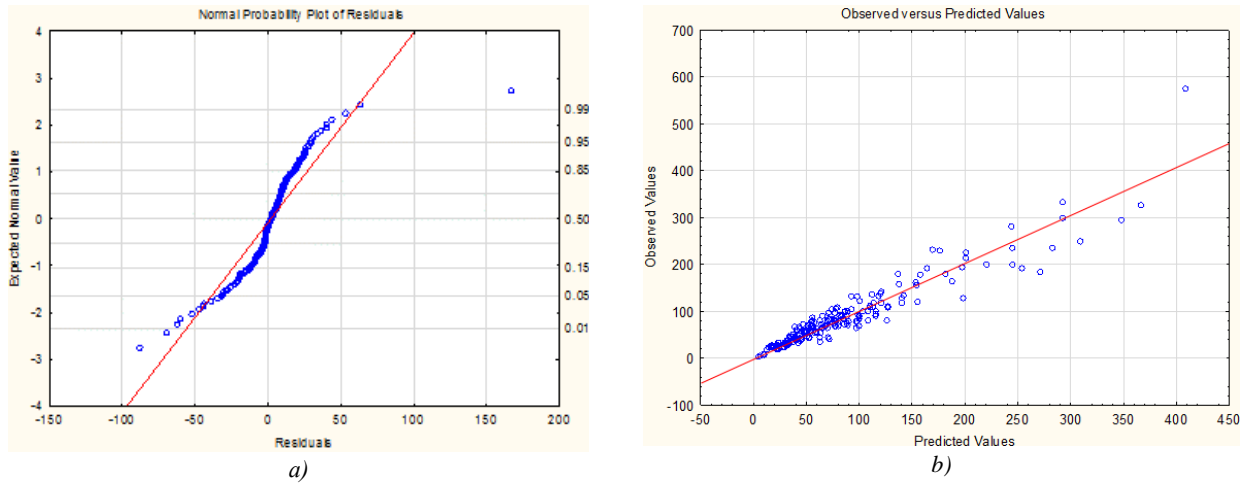 Normal Probability Plot of Residuals
4
3
2
1
0
-1
-2
-3
-4
Expected Normal Value
0.99
0.95
0.85
0.50
0.15
0.05
0.01
-150 -100 -50 0 50 100 150 200
Residuals
a)
Observed versus Predicted Values
700
600
500
400
300
200
100
0
-100
Observed Values
-50 0 50 100 150 200 250 300 350 400 450
Predicted Values
b)